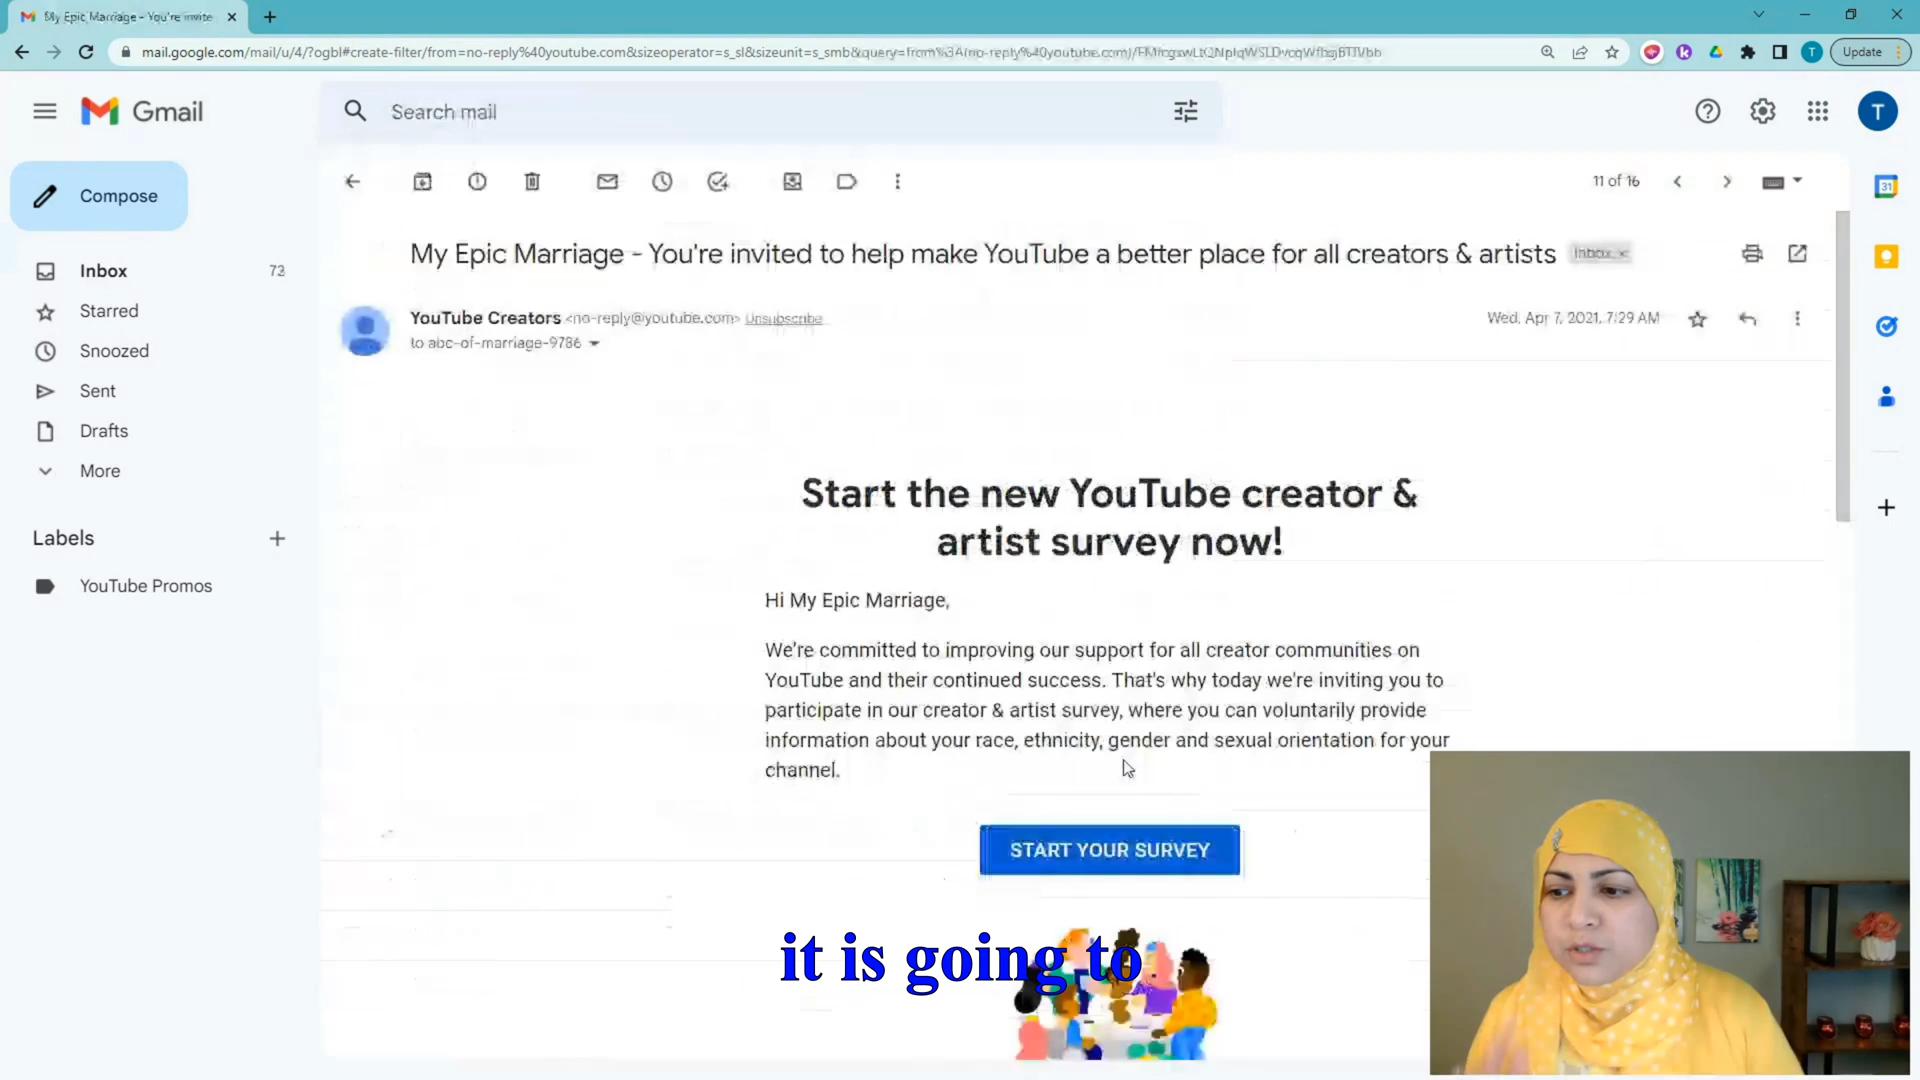 My Epic Marriage - You're invite
mail.google.com/mail/u/4/?ogbl#create-filter/from=no-reply%40youtube.com&sizeoperator=s_sl&sizeunit=s_smb&query=from%3A(no-reply%40youtube.com)/
Update
Gmail
Search mail
T
Compose
11 of 16
My Epic Marriage - You're invited to help make YouTube a better place for all creators & artists
Inbox ×
Inbox 72
YouTube Creators <no-reply@youtube.com> Unsubscribe
Wed, Apr 7, 2021, 7:29 AM
to abc-of-marriage-9786
Starred
Snoozed
Sent
Drafts
More
Labels
YouTube Promos
31
Start the new YouTube creator &
artist survey now!
Hi My Epic Marriage,
We're committed to improving our support for all creator communities on
YouTube and their continued success. That's why today we're inviting you to
participate in our creator & artist survey, where you can voluntarily provide
information about your race, ethnicity, gender and sexual orientation for your
channel.
START YOUR SURVEY
it is going to